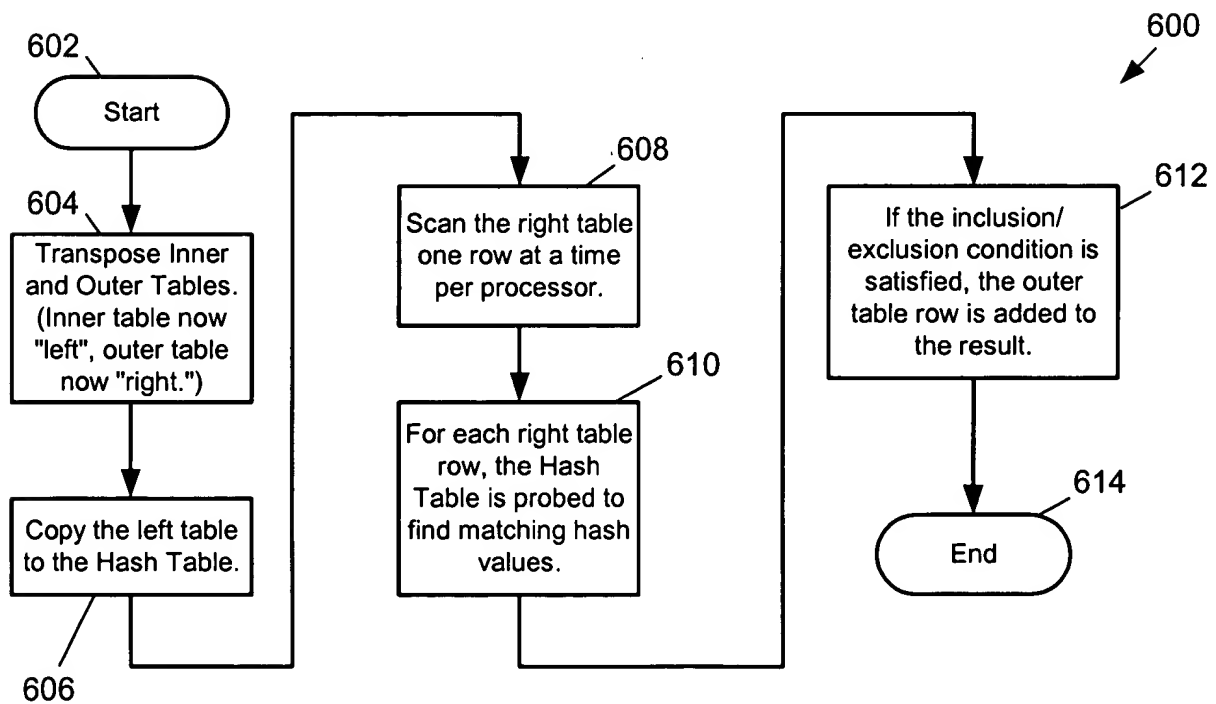 600
602
Start
604
Transpose Inner
and Outer Tables.
(Inner table now
"left", outer table
now "right.")
Copy the left table
to the Hash Table.
606
608
Scan the right table
one row at a time
per processor.
610
For each right table
row, the Hash
Table is probed to
find matching hash
values.
612
If the inclusion/
exclusion condition is
satisfied, the outer
table row is added to
the result.
614
End